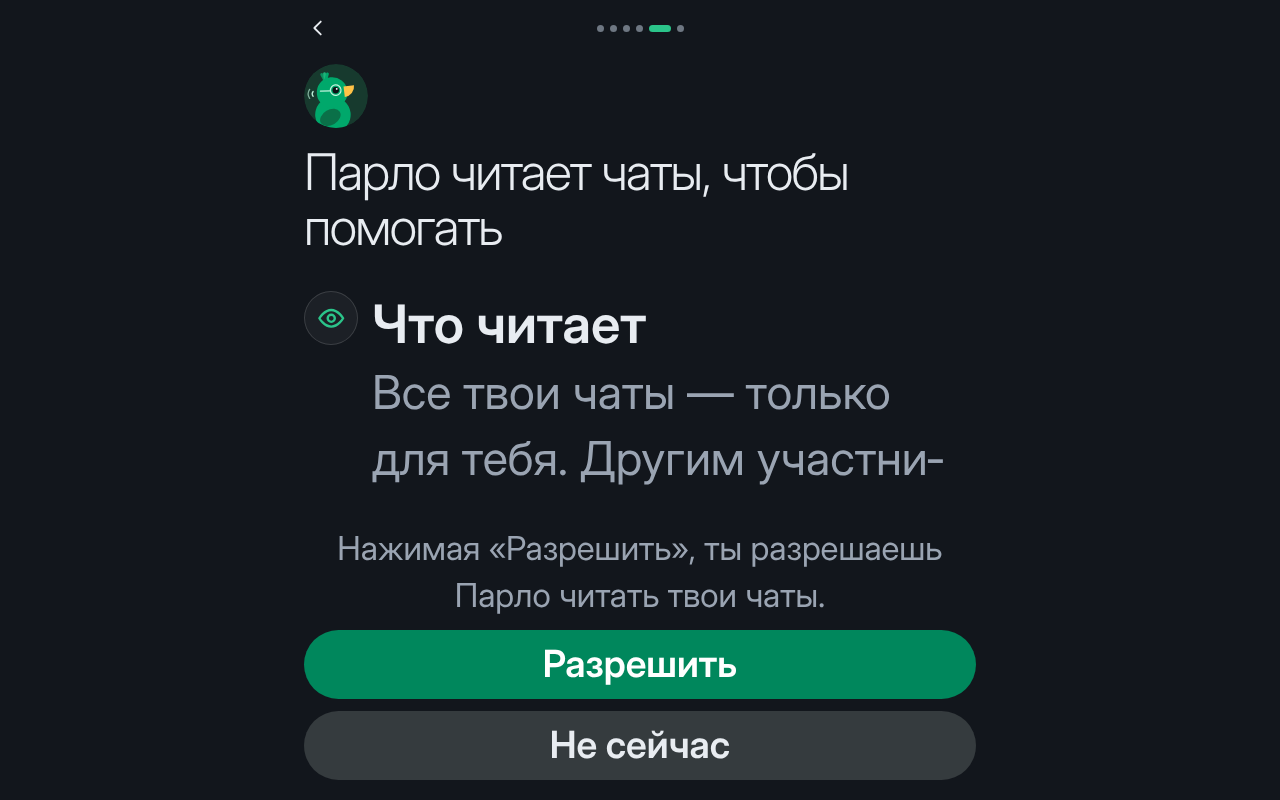 Парло читает чаты, чтобы
помогать
Что читает
Все твои чаты — только
для тебя. Другим участни-
Нажимая «Разрешить», ты разрешаешь
Парло читать твои чаты.
Разрешить
Не сейчас